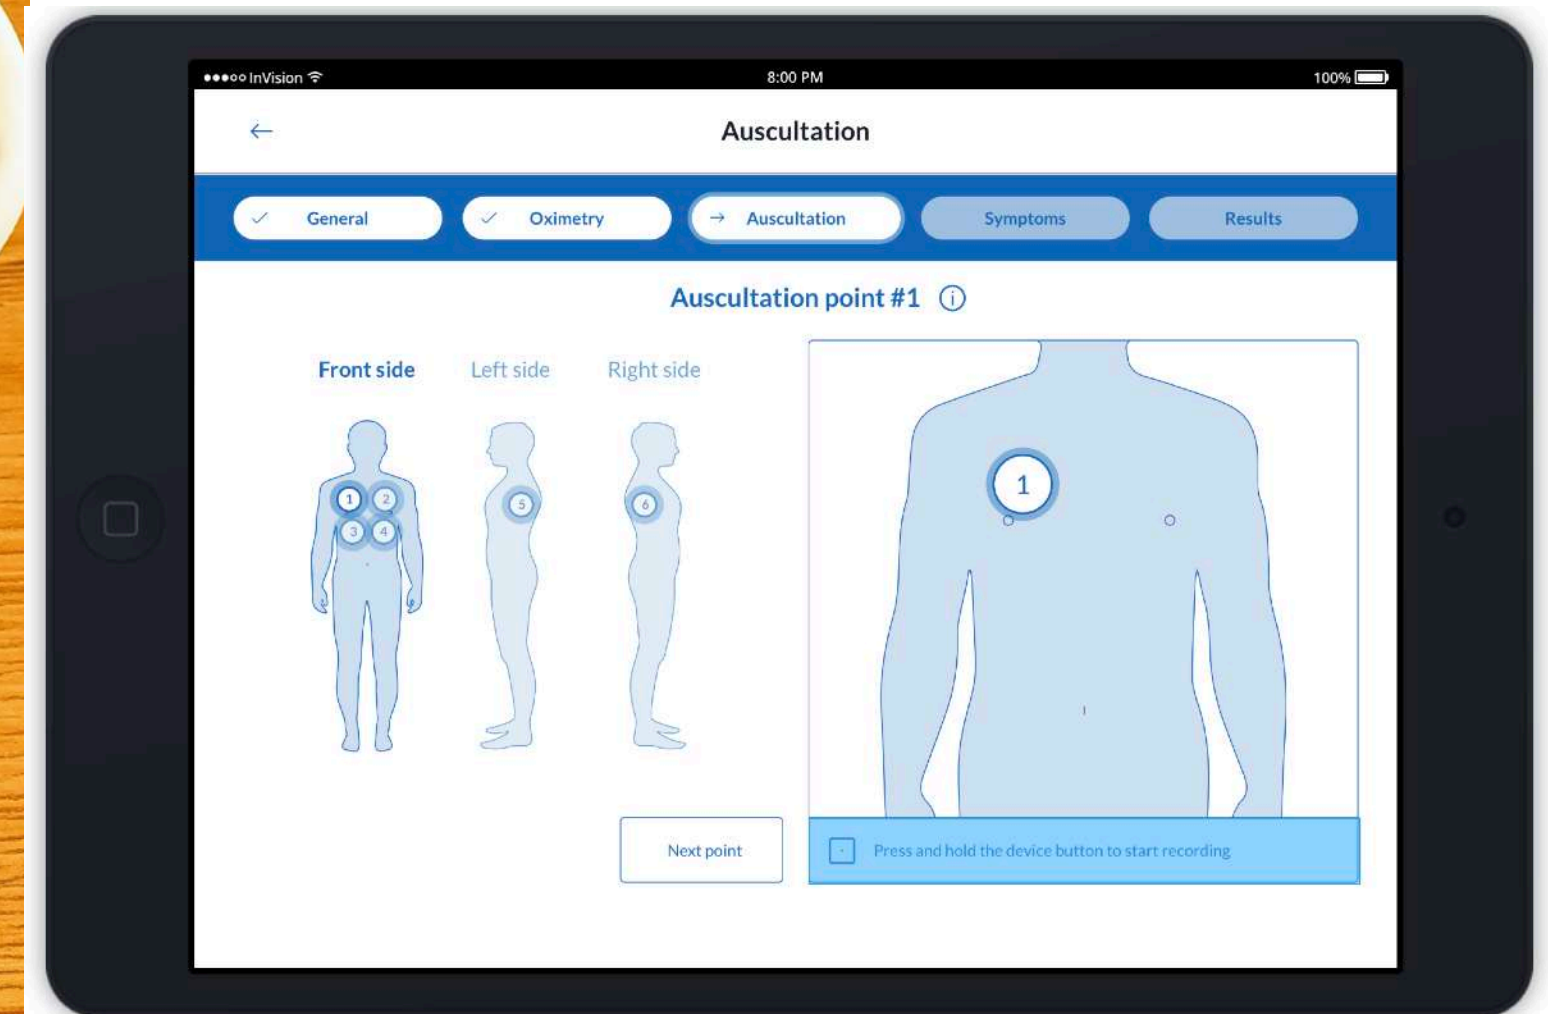 InVision 8:00 PM 100%
Auscultation
General Oximetry Auscultation Symptoms Results
Auscultation point #1
Front side Left side Right side
1 2 5 6
3 4
1
Next point
Press and hold the device button to start recording